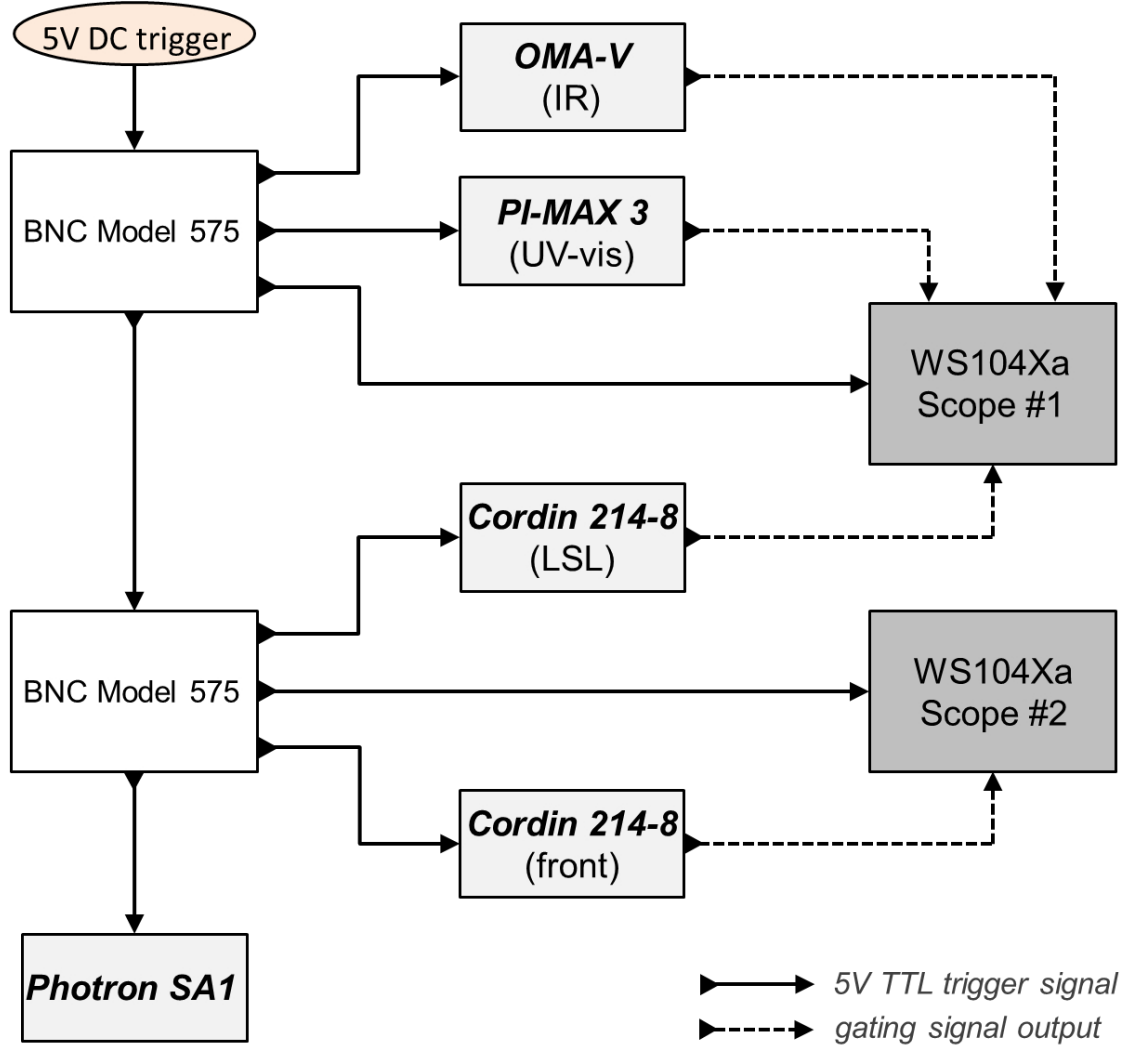 5V DC trigger
OMA-V
(IR)
BNC Model 575
PI-MAX 3
(UV-vis)
WS104Xa
Scope #1
Cordin 214-8
(LSL)
BNC Model 575
WS104Xa
Scope #2
Cordin 214-8
(front)
Photron SA1
5V TTL trigger signal
gating signal output